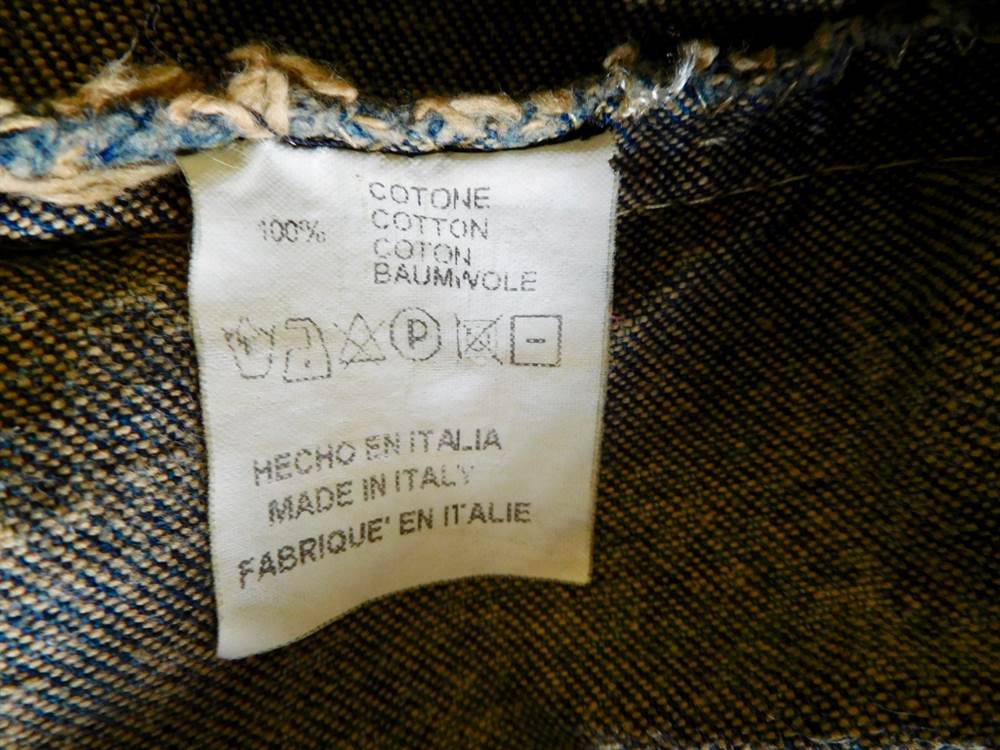 100%
COTONE
COTTON
COTON
BAUMWOLE
P
HECHO EN ITALIA
MADE IN ITALY
FABRIQUE' EN ITALIE